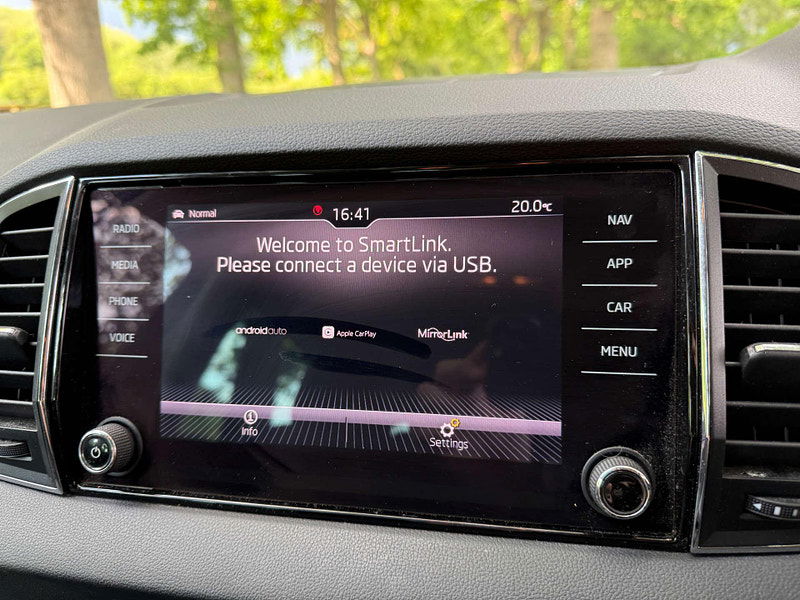 Normal
16:41
20.0°C
RADIO
MEDIA
PHONE
VOICE
Welcome to SmartLink.
Please connect a device via USB.
androidauto
Apple CarPlay
MirrorLink
Info
Settings
NAV
APP
CAR
MENU